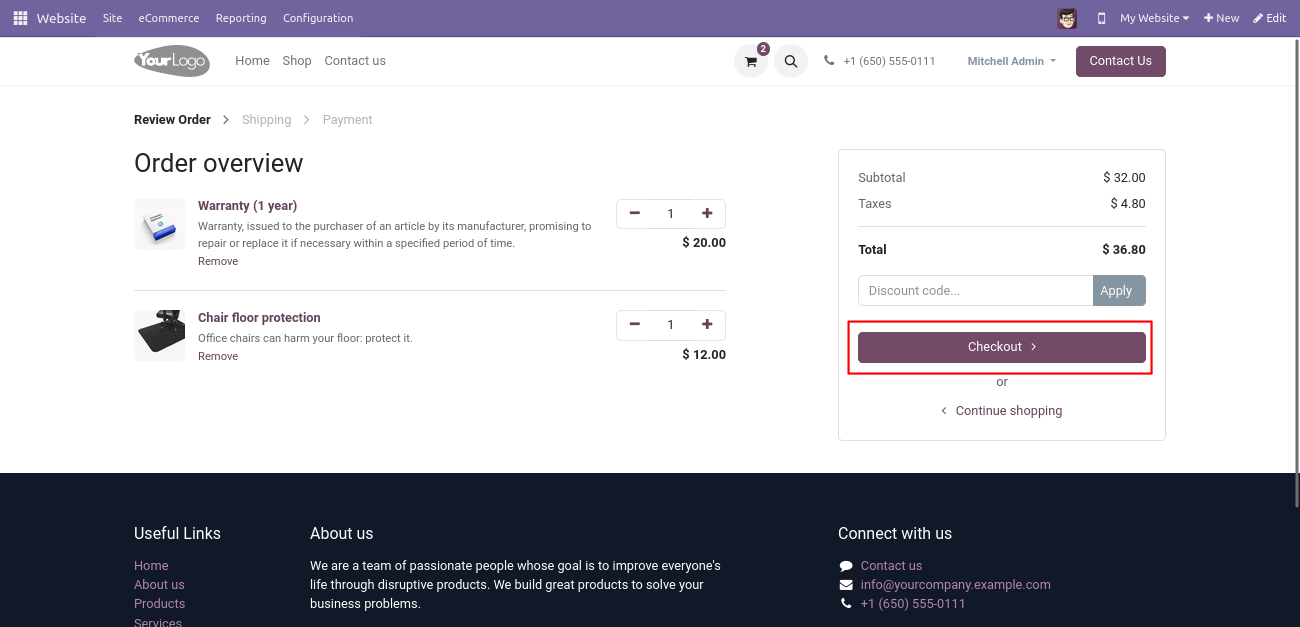 Website Site eCommerce Reporting Configuration My Website New Edit
YourLogo Home Shop Contact us 2 +1 (650) 555-0111 Mitchell Admin Contact Us
Review Order Shipping Payment
Order overview
Warranty (1 year)
Warranty, issued to the purchaser of an article by its manufacturer, promising to
repair or replace it if necessary within a specified period of time.
Remove
1
$ 20.00
Chair floor protection
Office chairs can harm your floor: protect it.
Remove
1
$ 12.00
Subtotal $ 32.00
Taxes $ 4.80
Total $ 36.80
Discount code... Apply
Checkout
or
Continue shopping
Useful Links
Home
About us
Products
Services
About us
We are a team of passionate people whose goal is to improve everyone's
life through disruptive products. We build great products to solve your
business problems.
Connect with us
Contact us
info@yourcompany.example.com
+1 (650) 555-0111